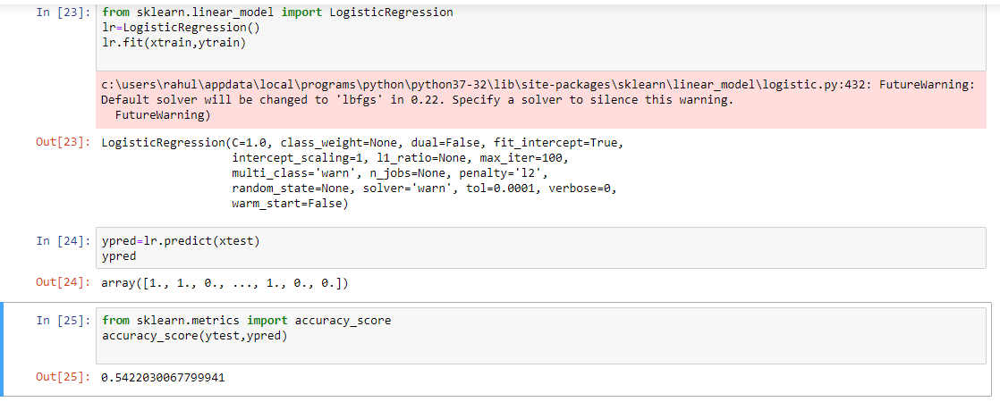 In [23]: from sklearn.linear_model import LogisticRegression
lr=LogisticRegression()
lr.fit(xtrain,ytrain)
c:\users\rahul\appdata\local\programs\python\python37-32\lib\site-packages\sklearn\linear_model\logistic.py:432: FutureWarning:
Default solver will be changed to 'lbfgs' in 0.22. Specify a solver to silence this warning.
FutureWarning)
Out[23]: LogisticRegression(C=1.0, class_weight=None, dual=False, fit_intercept=True,
intercept_scaling=1, l1_ratio=None, max_iter=100,
multi_class='warn', n_jobs=None, penalty='l2',
random_state=None, solver='warn', tol=0.0001, verbose=0,
warm_start=False)
In [24]: ypred=lr.predict(xtest)
ypred
Out[24]: array([1., 1., 0., ..., 1., 0., 0.])
In [25]: from sklearn.metrics import accuracy_score
accuracy_score(ytest,ypred)
Out[25]: 0.5422030067799941